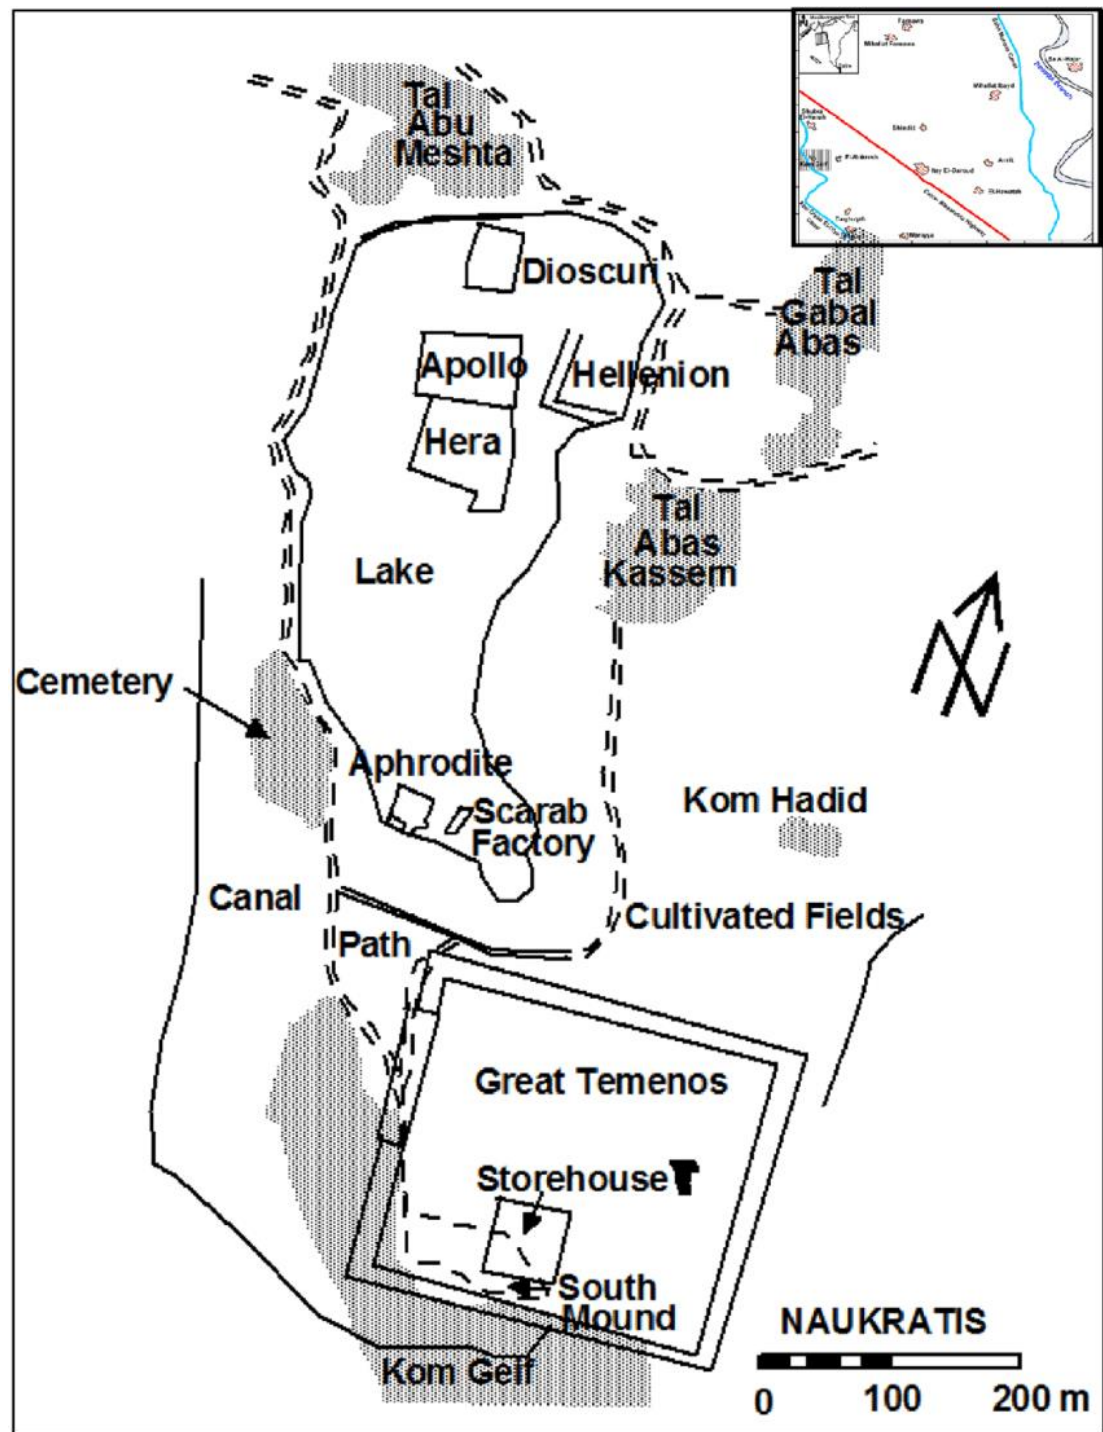 Tal
Abu
Meshta
Dioscuri
Tal
Gabal
Abas
Apollo
Hellenion
Hera
Tal
Abas
Kassem
Lake
Cemetery
Aphrodite
Scarab
Factory
Kom Hadid
Canal
Cultivated Fields
Path
Great Temenos
Storehouse
South
Mound
NAUKRATIS
Kom Geif
0 100 200 m